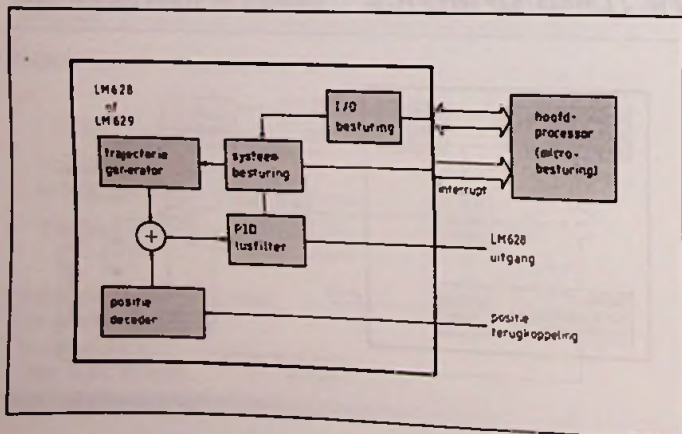 LM628
of
LM629
I/O
besturing
hoofd-
processor
(micro-
besturing)
trajectorie
generator
systeem
besturing
interrupt
PID
lusfilter
LM628
uitgang
positie
decoder
positie
terugkoppeling